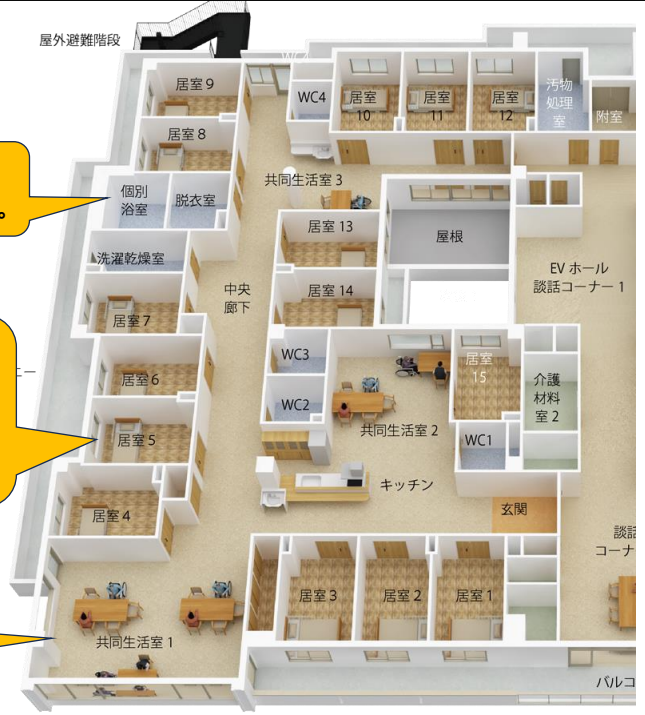 屋外避難階段
WC4
居室9
WC4
居室
10
居室
11
居室
12
汚物
処理
室
附室
居室8
。
個別
浴室
脱衣室
共同生活室3
居室13
屋根
洗濯乾燥室
EVホール
談話コーナー1
中央
廊下
居室14
居室7
WC3
居室
15
ー
居室6
介護
材料
室2
WC2
共同生活室2
居室5
WC1
キッチン
居室4
玄関
談話
コーナ
居室3
居室2
居室1
共同生活室1
バルコ